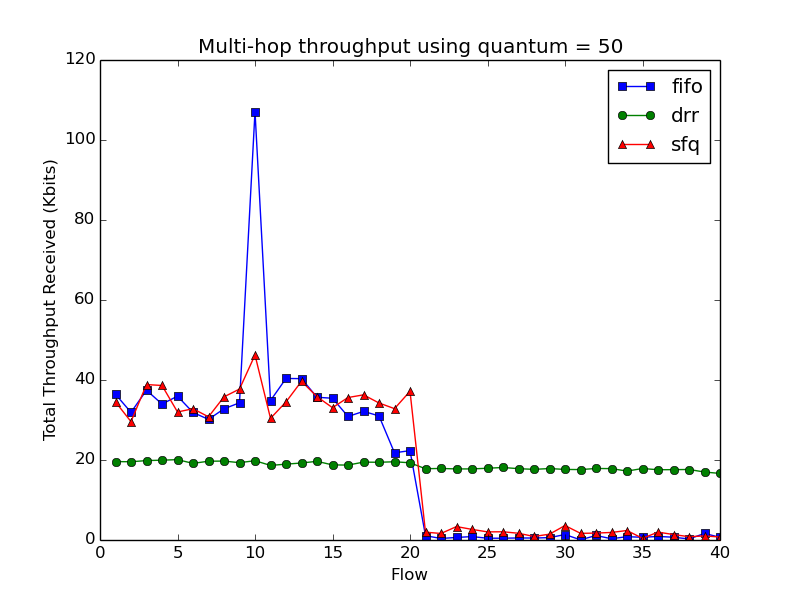 Multi-hop throughput using quantum = 50
120
100
80
60
40
20
0
Total Throughput Received (Kbits)
fifo
drr
sfq
0 5 10 15 20 25 30 35 40
Flow